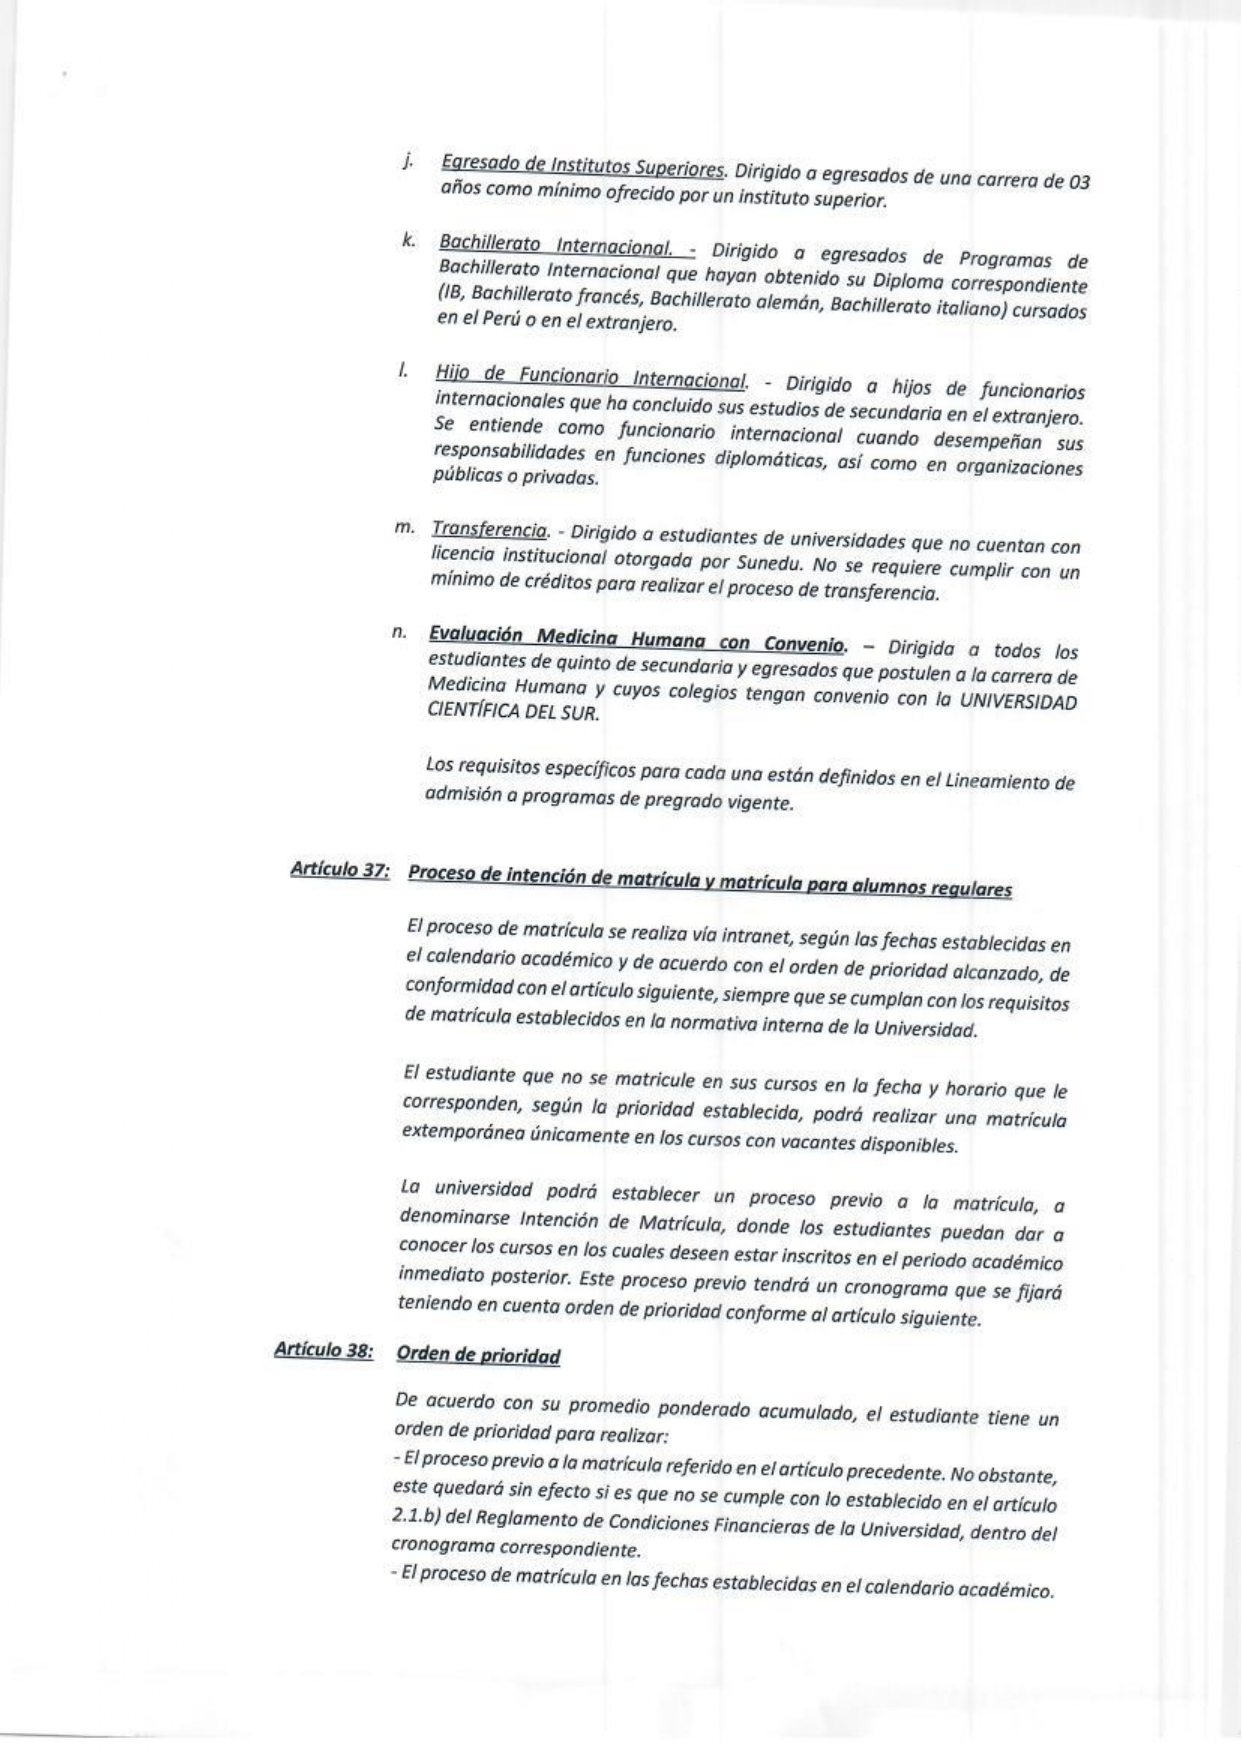 j. Egresado de Institutos Superiores. Dirigido a egresados de una carrera de 03
años como mínimo ofrecido por un instituto superior.
k. Bachillerato Internacional. - Dirigido a egresados de Programas de
Bachillerato Internacional que hayan obtenido su Diploma correspondiente
(IB, Bachillerato francés, Bachillerato alemán, Bachillerato italiano) cursados
en el Perú o en el extranjero.
l. Hijo de Funcionario Internacional. - Dirigido a hijos de funcionarios
internacionales que ha concluido sus estudios de secundaria en el extranjero.
Se entiende como funcionario internacional cuando desempeñan sus
responsabilidades en funciones diplomáticas, así como en organizaciones
públicas o privadas.
m. Transferencia. - Dirigido a estudiantes de universidades que no cuentan con
licencia institucional otorgada por Sunedu. No se requiere cumplir con un
mínimo de créditos para realizar el proceso de transferencia.
n. Evaluación Medicina Humana con Convenio. – Dirigida a todos los
estudiantes de quinto de secundaria y egresados que postulen a la carrera de
Medicina Humana y cuyos colegios tengan convenio con la UNIVERSIDAD
CIENTÍFICA DEL SUR.
Los requisitos específicos para cada una están definidos en el Lineamiento de
admisión a programas de pregrado vigente.
Artículo 37: Proceso de intención de matrícula y matrícula para alumnos regulares
El proceso de matrícula se realiza vía intranet, según las fechas establecidas en
el calendario académico y de acuerdo con el orden de prioridad alcanzado, de
conformidad con el artículo siguiente, siempre que se cumplan con los requisitos
de matrícula establecidos en la normativa interna de la Universidad.
El estudiante que no se matricule en sus cursos en la fecha y horario que le
corresponden, según la prioridad establecida, podrá realizar una matrícula
extemporánea únicamente en los cursos con vacantes disponibles.
La universidad podrá establecer un proceso previo a la matrícula, a
denominarse Intención de Matrícula, donde los estudiantes puedan dar a
conocer los cursos en los cuales deseen estar inscritos en el periodo académico
inmediato posterior. Este proceso previo tendrá un cronograma que se fijará
teniendo en cuenta orden de prioridad conforme al artículo siguiente.
Artículo 38: Orden de prioridad
De acuerdo con su promedio ponderado acumulado, el estudiante tiene un
orden de prioridad para realizar:
- El proceso previo a la matrícula referido en el artículo precedente. No obstante,
este quedará sin efecto si es que no se cumple con lo establecido en el artículo
2.1.b) del Reglamento de Condiciones Financieras de la Universidad, dentro del
cronograma correspondiente.
- El proceso de matrícula en las fechas establecidas en el calendario académico.